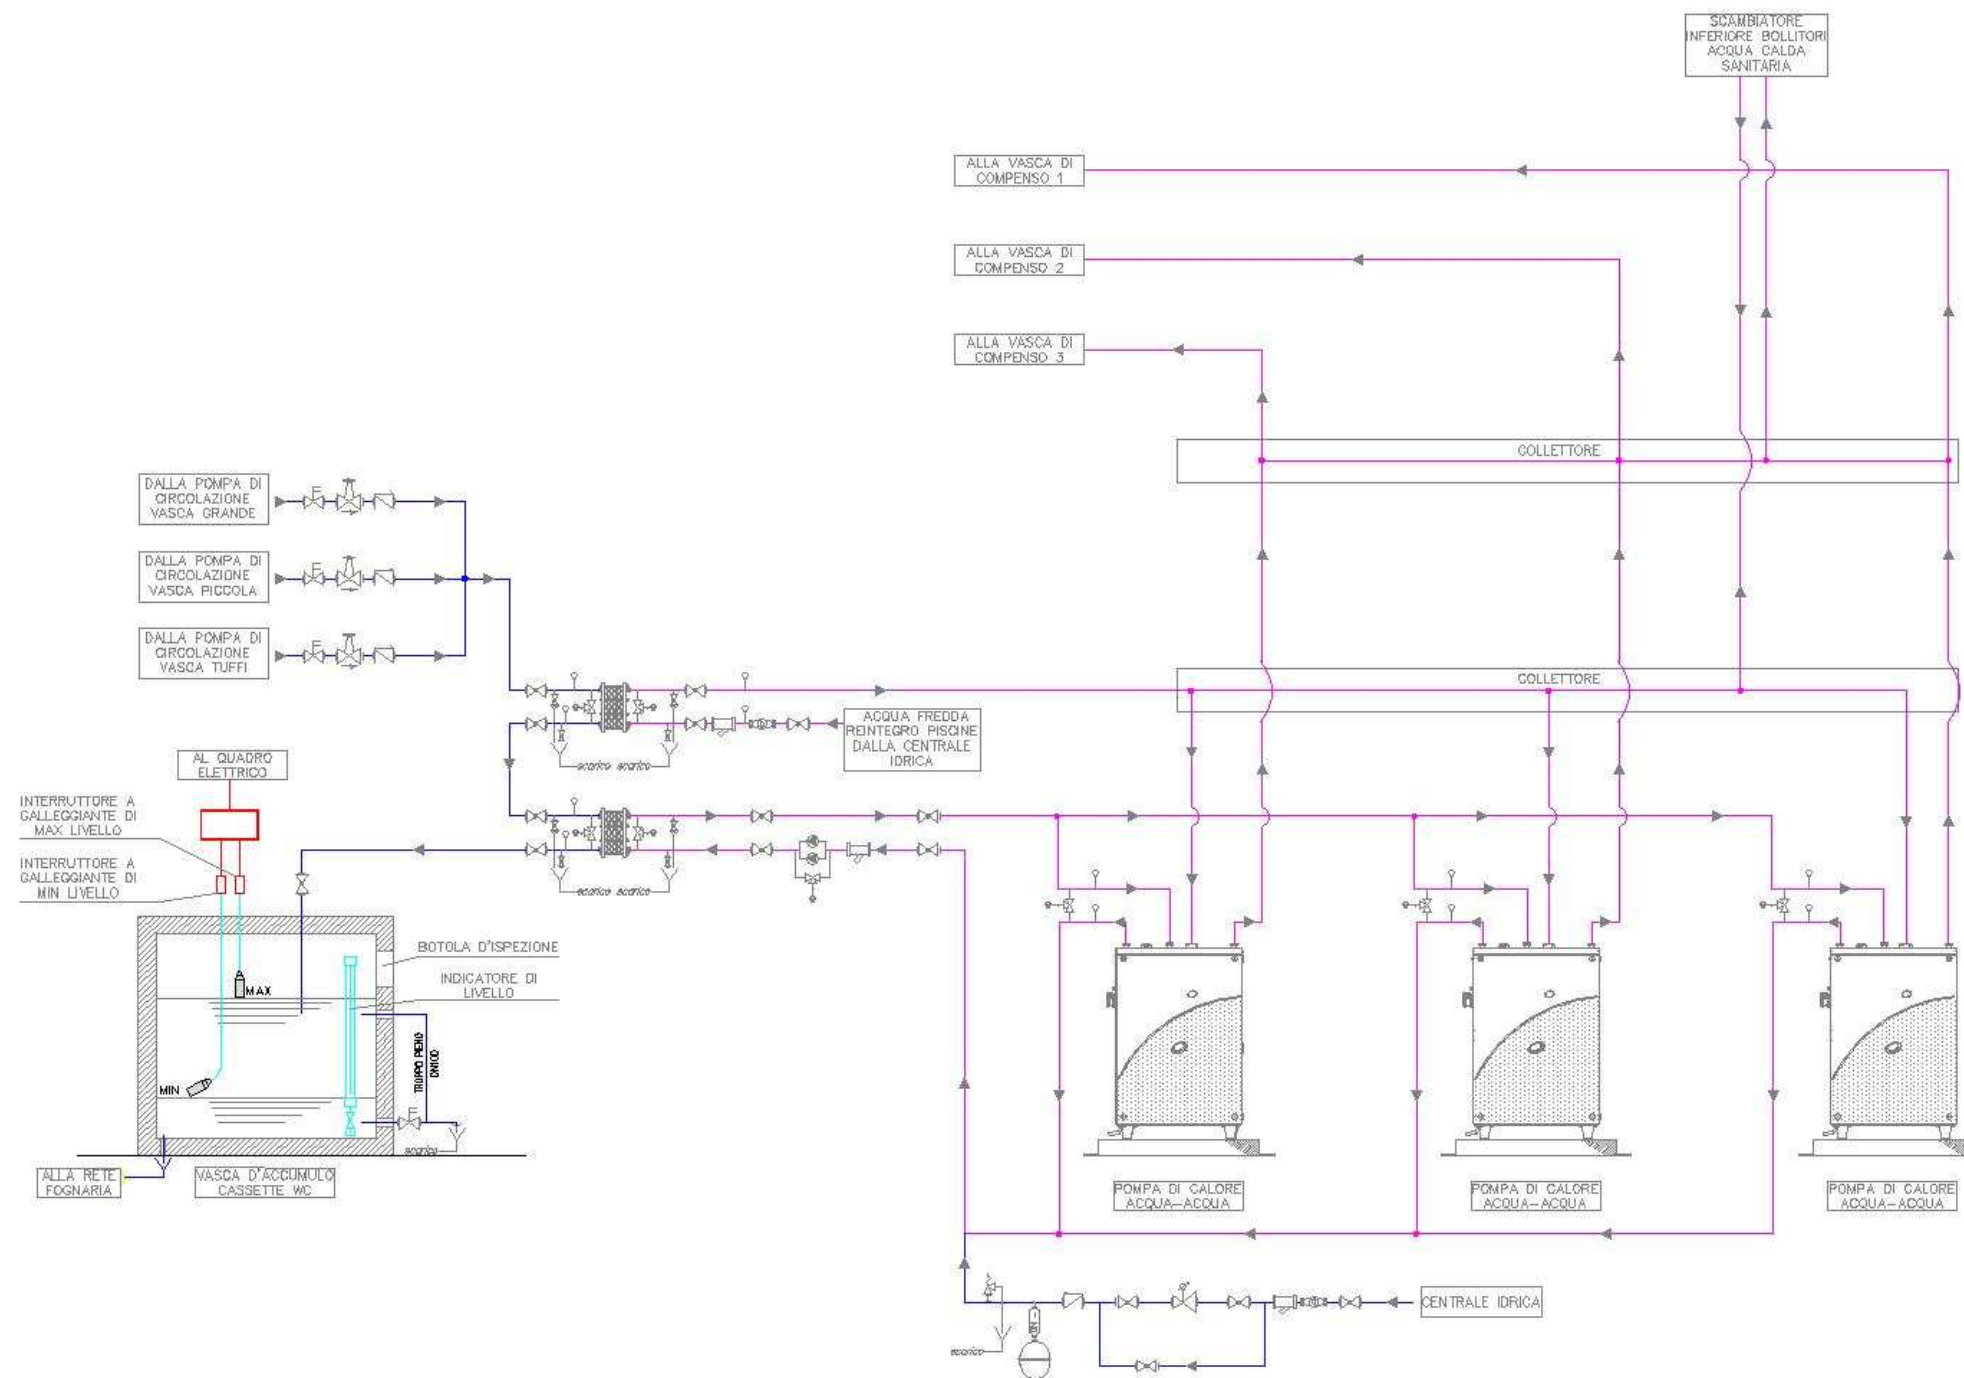 SCAMBIATORE
INFERIORE BOLLITORI
ACQUA CALDA
SANITARIA
ALLA VASCA DI
COMPENSO 1
ALLA VASCA DI
COMPENSO 2
ALLA VASCA DI
COMPENSO 3
COLLETTORE
DALLA POMPA DI
CIRCOLAZIONE
VASCA GRANDE
DALLA POMPA DI
CIRCOLAZIONE
VASCA PICCOLA
DALLA POMPA DI
CIRCOLAZIONE
VASCA TUFFI
COLLETTORE
ACQUA FREDDA
REINTEGRO PISCINE
DALLA CENTRALE
IDRICA
scarico scarico
AL QUADRO
ELETTRICO
INTERRUTTORE A
GALLEGGIANTE DI
MAX LIVELLO
INTERRUTTORE A
GALLEGGIANTE DI
MIN LIVELLO
scarico scarico
BOTOLA D'ISPEZIONE
INDICATORE DI
LIVELLO
MAX
MIN
TROPPO PIENO
scarico
ALLA RETE
FOGNARIA
VASCA D'ACCUMULO
CASSETTE WC
POMPA DI CALORE
ACQUA-ACQUA
POMPA DI CALORE
ACQUA-ACQUA
POMPA DI CALORE
ACQUA-ACQUA
CENTRALE IDRICA
scarico